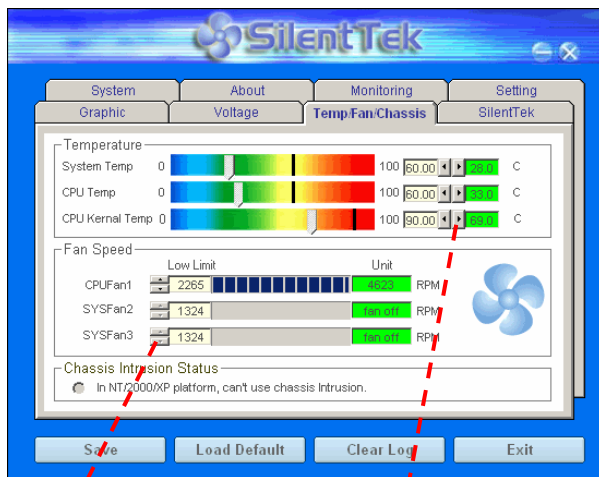 SilentTek
System About Monitoring Setting
Graphic Voltage Temp/Fan/Chassis SilentTek
Temperature
System Temp 0 100 60.00 28.0 C
CPU Temp 0 100 60.00 33.0 C
CPU Kernal Temp 0 100 90.00 69.0 C
Fan Speed
Low Limit Unit
CPUFan1 2265 4623 RPM
SYSFan2 1324 fan off RPM
SYSFan3 1324 fan off RPM
Chassis Intrusion Status
In NT/2000/XP platform, can't use chassis Intrusion.
Save Load Default Clear Log Exit